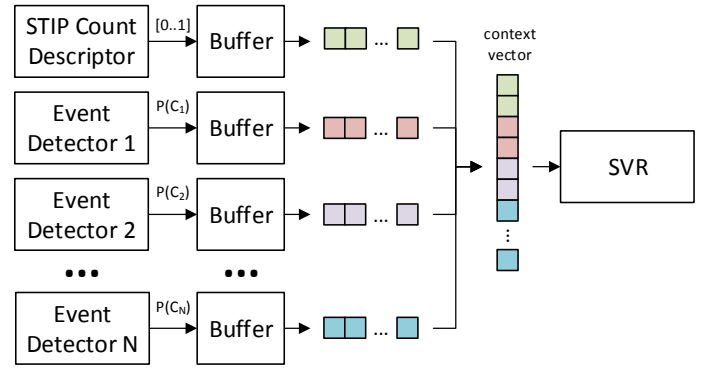 STIP Count
Descriptor
[0..1]
Buffer
...
context
vector
Event
Detector 1
P(C₁)
Buffer
...
SVR
Event
Detector 2
P(C₂)
Buffer
...
...
...
...
Event
Detector N
P(C_N)
Buffer
...